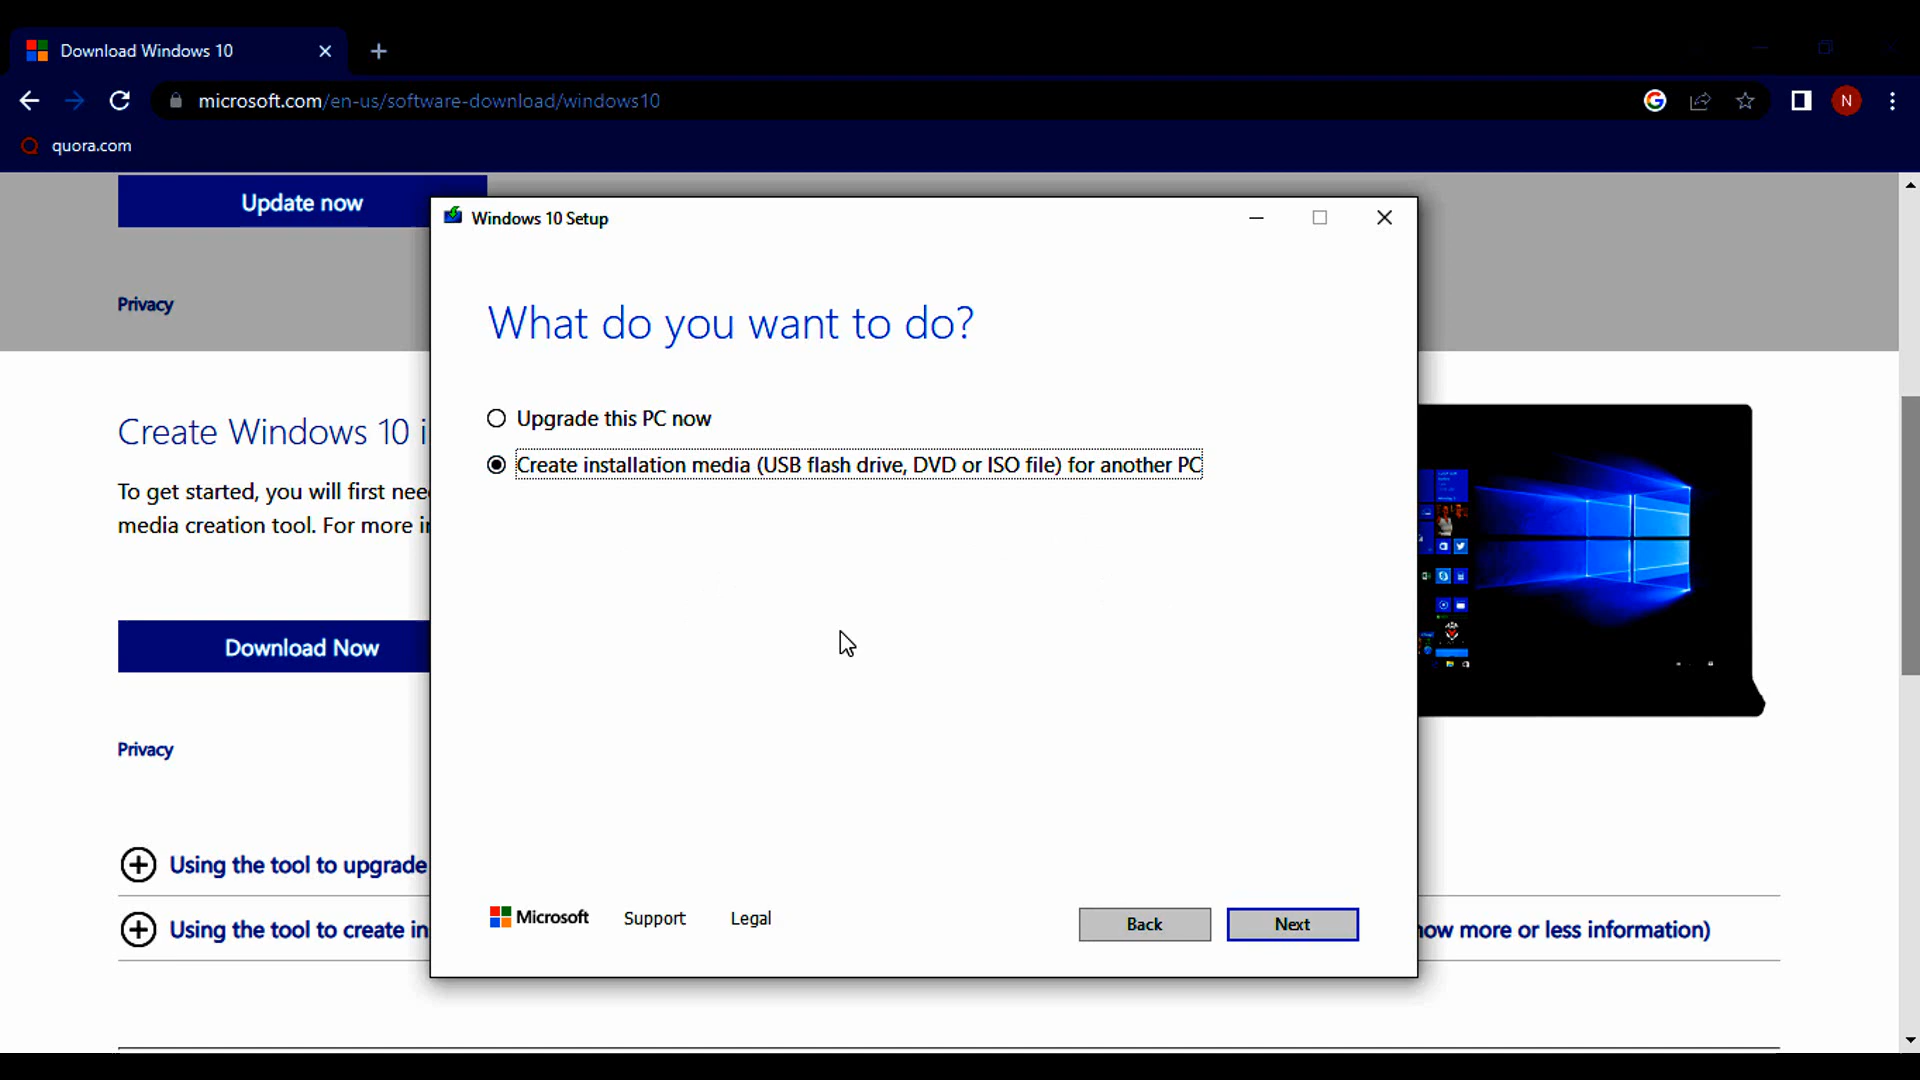 Download Windows 10
microsoft.com/en-us/software-download/windows10
N
quora.com
Update now
Privacy
Windows 10 Setup
What do you want to do?
Upgrade this PC now
Create installation media (USB flash drive, DVD or ISO file) for another PC
Create Windows 10 i
To get started, you will first nee
media creation tool. For more i
Download Now
Privacy
Using the tool to upgrade
Using the tool to create in
how more or less information)
Microsoft
Support
Legal
Back
Next